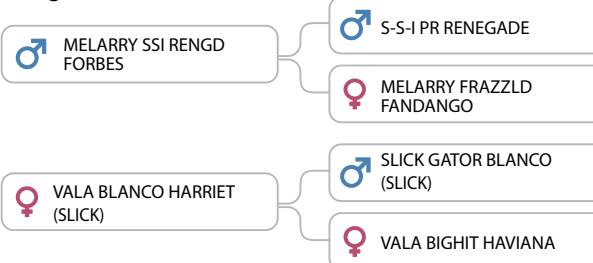 S-S-I PR RENEGADE
MELARRY SSI RENGD
FORBES
MELARRY FRAZZLD
FANDANGO
SLICK GATOR BLANCO
(SLICK)
VALA BLANCO HARRIET
(SLICK)
VALA BIGHIT HAVIANA